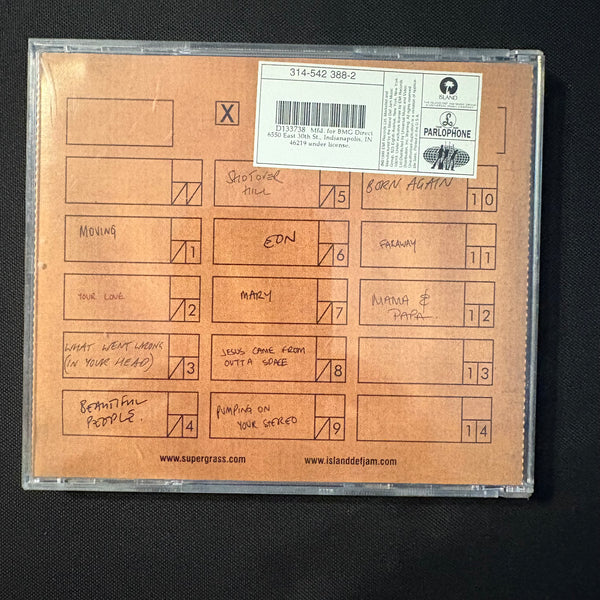 314-542 388-2
ISLAND
PARLOPHONE
D133738 Mfd. for BMG Direct
6550 East 30th St., Indianapolis, IN
46219 under license.
X
//
SHOTOVER
HILL
/5
BORN AGAIN
10
MOVING
/1
EON
/6
FARAWAY
11
YOUR LOVE
/2
MARY
/7
MAMA &
PAPA
12
WHAT WENT WRONG
(IN YOUR HEAD)
/3
JESUS CAME FROM
OUTTA SPACE
/8
13
BEAUTIFUL
PEOPLE.
/4
PUMPING ON
YOUR STEREO
/9
14
www.supergrass.com
www.islanddefjam.com